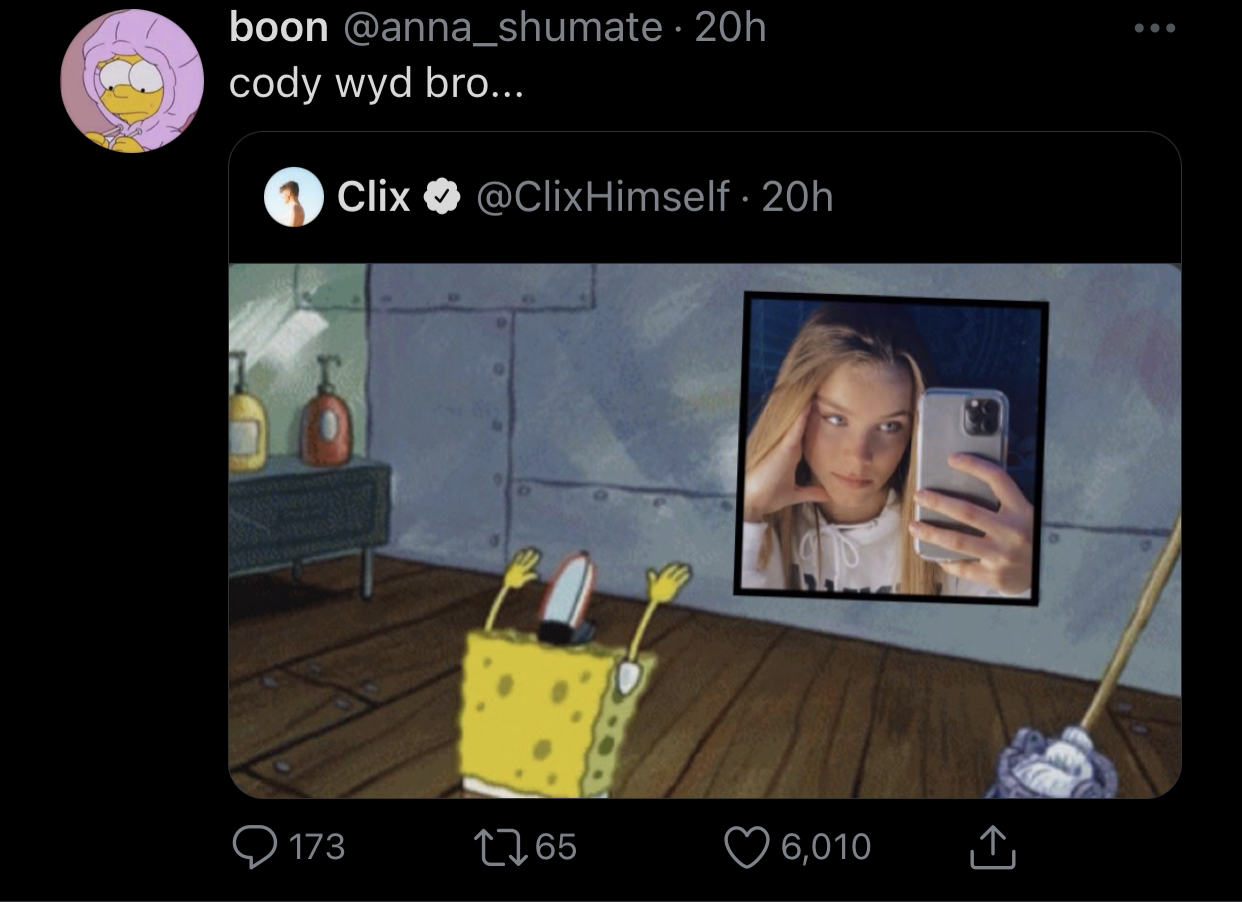 boon @anna_shumate · 20h
cody wyd bro...
Clix @ClixHimself · 20h
173 65 6,010